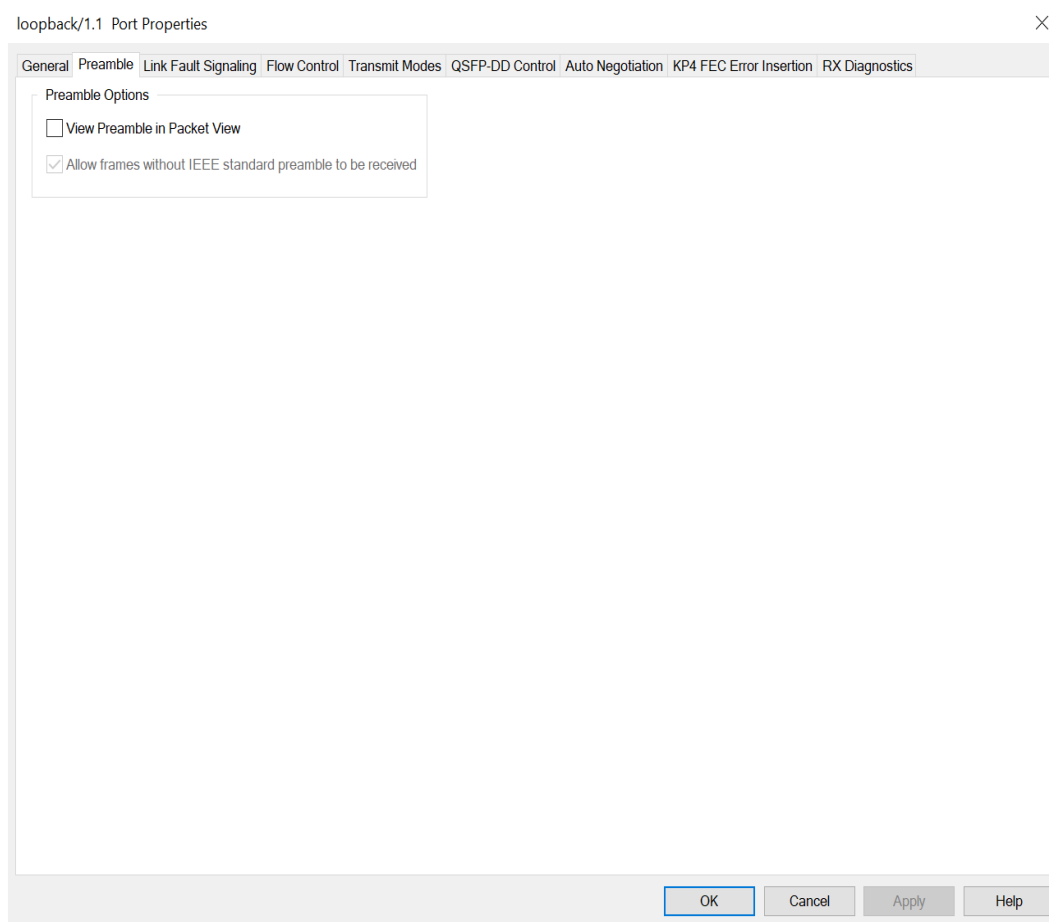 loopback/1.1 Port Properties
General Preamble Link Fault Signaling Flow Control Transmit Modes QSFP-DD Control Auto Negotiation KP4 FEC Error Insertion RX Diagnostics
Preamble Options
View Preamble in Packet View
Allow frames without IEEE standard preamble to be received
OK Cancel Apply Help